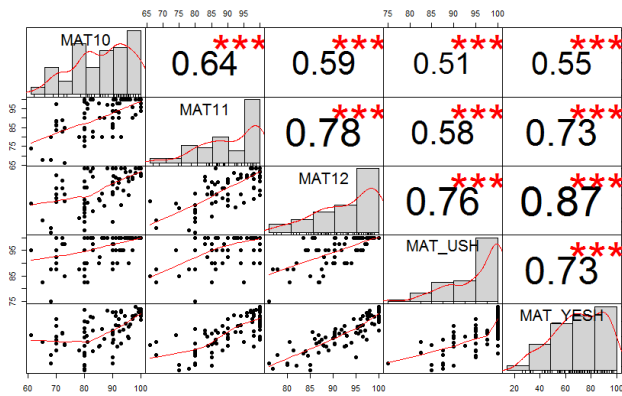 65 70 75 80 85 90 95 75 80 85 90 95 100
MAT10 0.64 *** 0.59 *** 0.51 *** 0.55 ***
65 75 85 95
MAT11 0.78 *** 0.58 *** 0.73 ***
MAT12 0.76 *** 0.87 ***
75 85 95
MAT_USH 0.73 ***
MAT_YESH
60 70 80 90 100 75 80 85 90 95 100 20 40 60 80 100